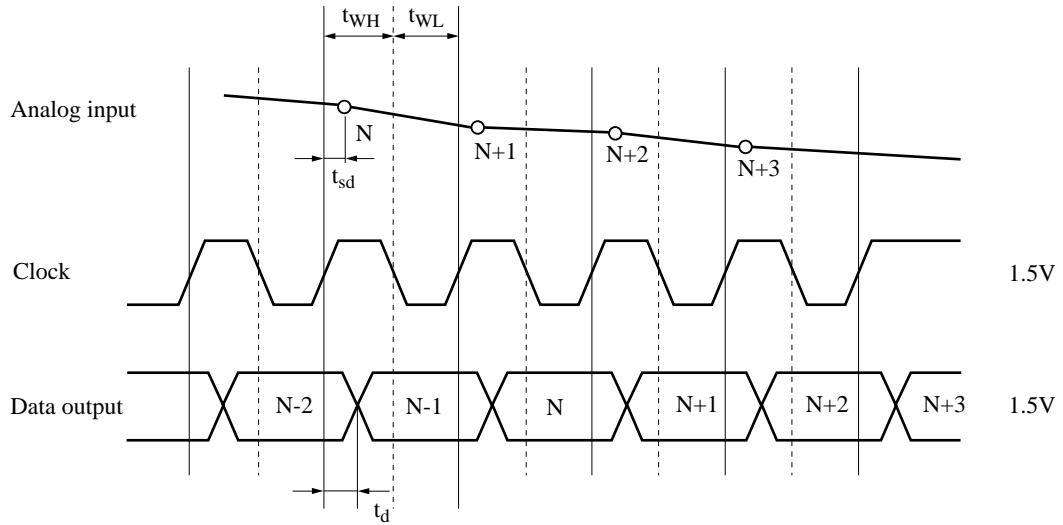 tWH tWL
Analog input
N N+1 N+2 N+3
tsd
Clock 1.5V
Data output N-2 N-1 N N+1 N+2 N+3 1.5V
td